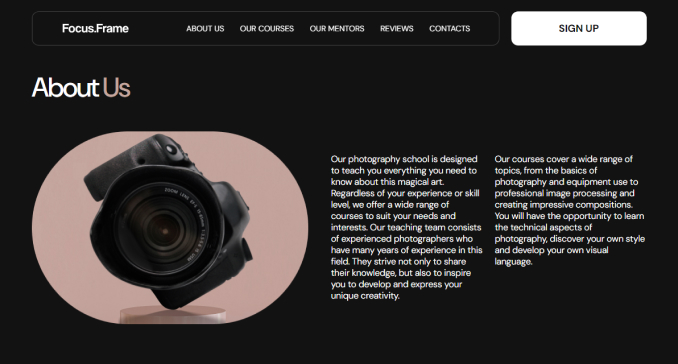 Focus.Frame
ABOUT US
OUR COURSES
OUR MENTORS
REVIEWS
CONTACTS
SIGN UP
About Us
Our photography school is designed
to teach you everything you need to
know about this magical art.
Regardless of your experience or skill
level, we offer a wide range of
courses to suit your needs and
interests. Our teaching team consists
of experienced photographers who
have many years of experience in this
field. They strive not only to share
their knowledge, but also to inspire
you to develop and express your
unique creativity.
Our courses cover a wide range of
topics, from the basics of
photography and equipment use to
professional image processing and
creating impressive compositions.
You will have the opportunity to learn
the technical aspects of
photography, discover your own style
and develop your own visual
language.
ZOOM LENS